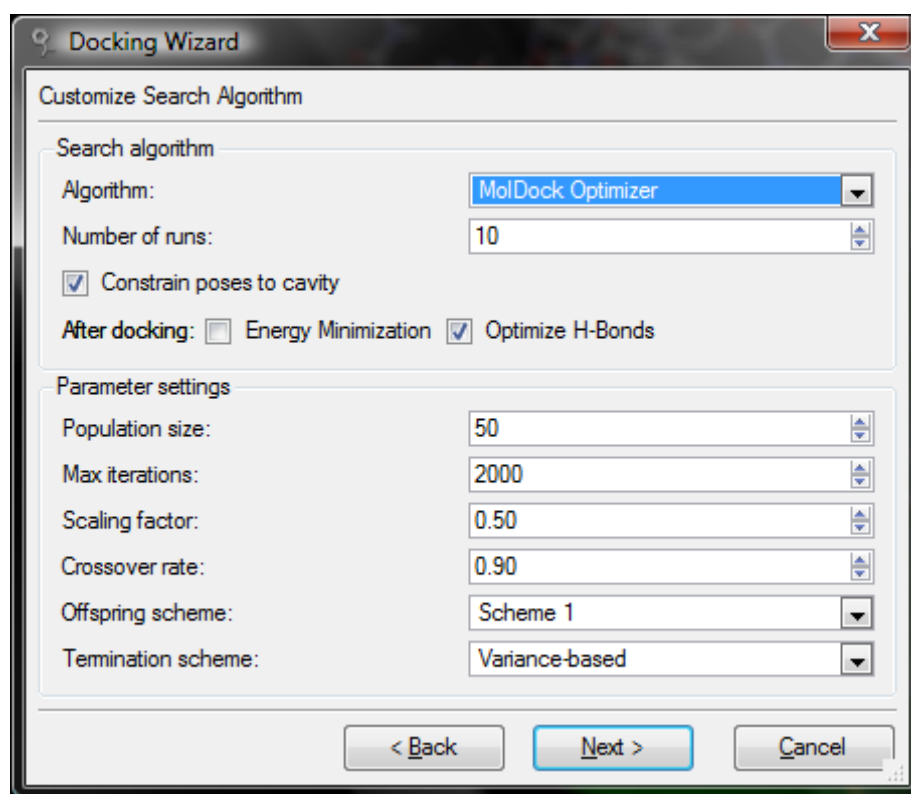 Docking Wizard
Customize Search Algorithm
Search algorithm
Algorithm: MolDock Optimizer
Number of runs: 10
Constrain poses to cavity
After docking: Energy Minimization Optimize H-Bonds
Parameter settings
Population size: 50
Max iterations: 2000
Scaling factor: 0.50
Crossover rate: 0.90
Offspring scheme: Scheme 1
Termination scheme: Variance-based
< Back Next > Cancel